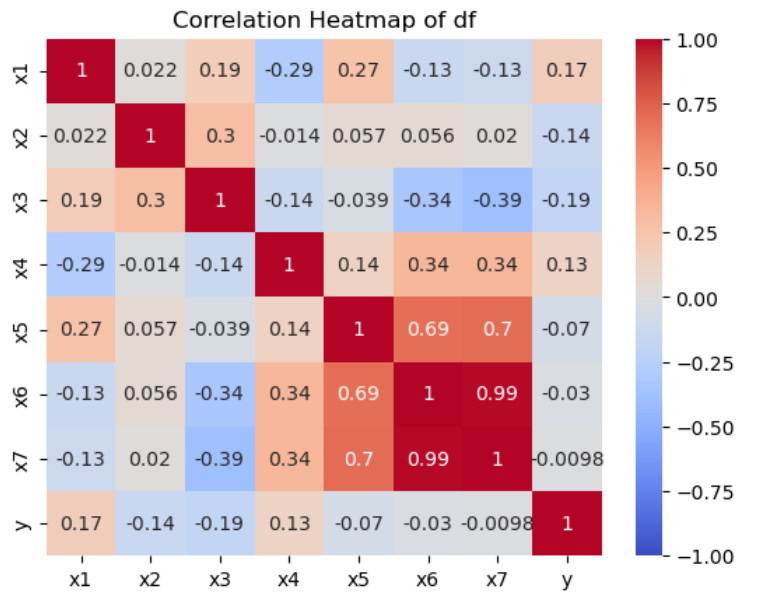 Correlation Heatmap of df
x1 1 0.022 0.19 -0.29 0.27 -0.13 -0.13 0.17
x2 0.022 1 0.3 -0.014 0.057 0.056 0.02 -0.14
x3 0.19 0.3 1 -0.14 -0.039 -0.34 -0.39 -0.19
x4 -0.29 -0.014 -0.14 1 0.14 0.34 0.34 0.13
x5 0.27 0.057 -0.039 0.14 1 0.69 0.7 -0.07
x6 -0.13 0.056 -0.34 0.34 0.69 1 0.99 -0.03
x7 -0.13 0.02 -0.39 0.34 0.7 0.99 1 -0.0098
y 0.17 -0.14 -0.19 0.13 -0.07 -0.03 -0.0098 1
x1 x2 x3 x4 x5 x6 x7 y
1.00
0.75
0.50
0.25
0.00
−0.25
−0.50
−0.75
−1.00